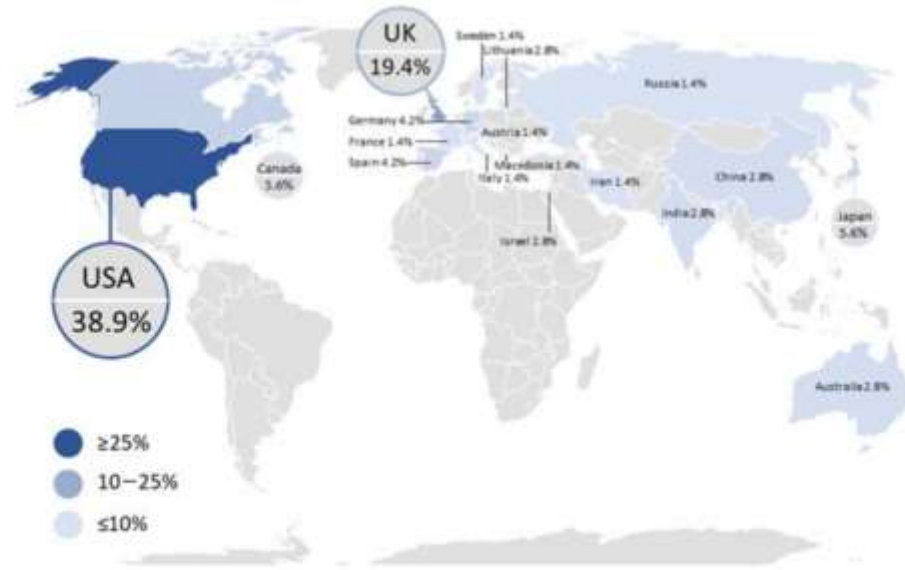 UK
19.4%
Sweden 1.4%
Lithuania 2.8%
Russia 1.4%
Germany 4.2%
Austria 1.4%
France 1.4%
Spain 4.2%
Macedonia 1.4%
Italy 1.4%
Canada
5.6%
Iran 1.4%
China 2.8%
India 2.8%
Japan
5.6%
Israel 2.8%
USA
38.9%
Australia 2.8%
≥25%
10−25%
≤10%